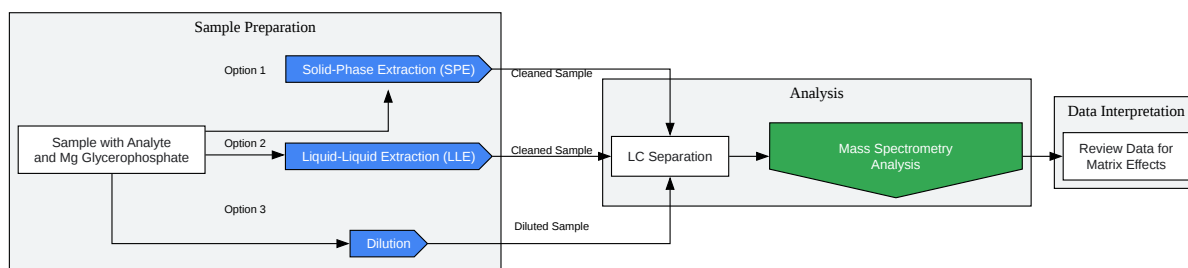 Sample Preparation
Option 1
Solid-Phase Extraction (SPE)
Cleaned Sample
Analysis
Data Interpretation
Sample with Analyte
and Mg Glycerophosphate
Option 2
Liquid-Liquid Extraction (LLE)
Cleaned Sample
LC Separation
Mass Spectrometry
Analysis
Review Data for
Matrix Effects
Option 3
Dilution
Diluted Sample